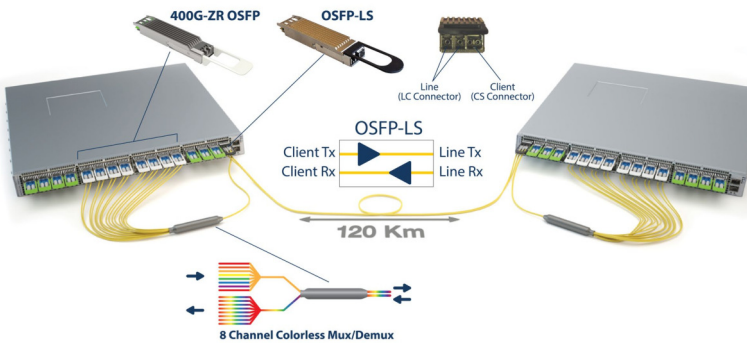 400G-ZR OSFP
OSFP-LS
Line
(LC Connector)
Client
(CS Connector)
OSFP-LS
Client Tx
Line Tx
Client Rx
Line Rx
120 Km
8 Channel Colorless Mux/Demux